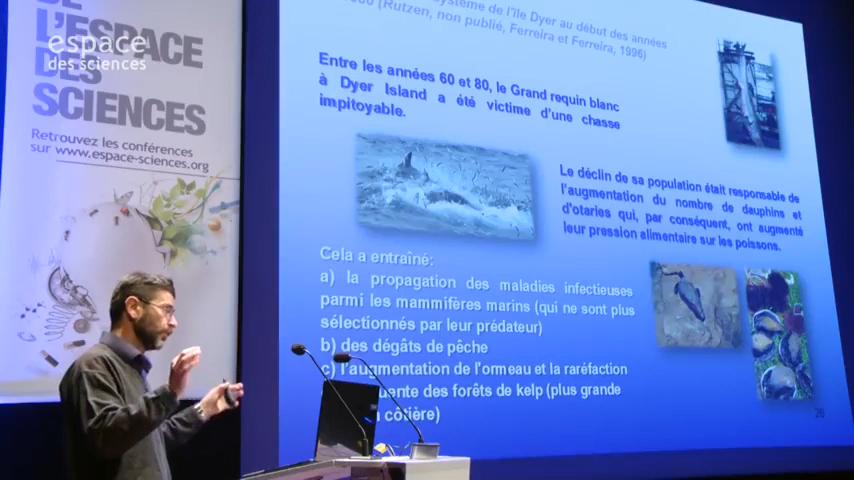 DE
L'ESPACE
DES
SCIENCES
espace
des sciences
Retrouvez les conférences
sur www.espace-sciences.org
système de l'île Dyer au début des années
(Rutzen, non publié, Ferreira et Ferreira, 1996)
Entre les années 60 et 80, le Grand requin blanc
à Dyer Island a été victime d'une chasse
impitoyable.
Le déclin de sa population était responsable de
l'augmentation du nombre de dauphins et
d'otaries qui, par conséquent, ont augmenté
leur pression alimentaire sur les poissons.
Cela a entraîné:
a) la propagation des maladies infectieuses
parmi les mammifères marins (qui ne sont plus
sélectionnés par leur prédateur)
b) des dégâts de pêche
c) l'augmentation de l'ormeau et la raréfaction
des forêts de kelp (plus grande
côtière)